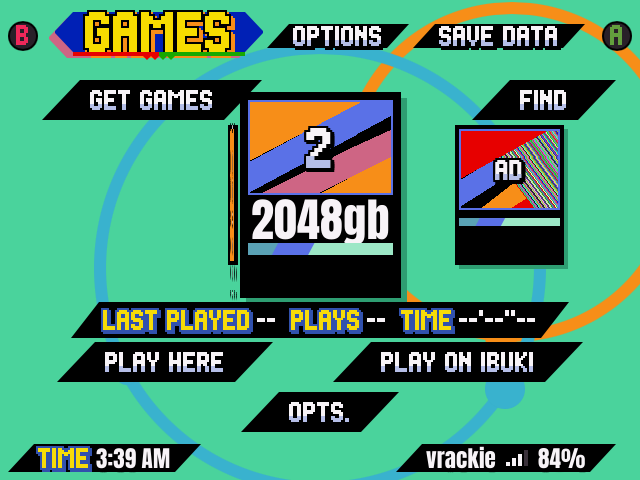 B GAMES OPTIONS SAVE DATA A
GET GAMES FIND
2 AD
2048gb
LAST PLAYED -- PLAYS -- TIME --'--"--
PLAY HERE PLAY ON IBUKI
OPTS.
TIME 3:39 AM vrackie 84%